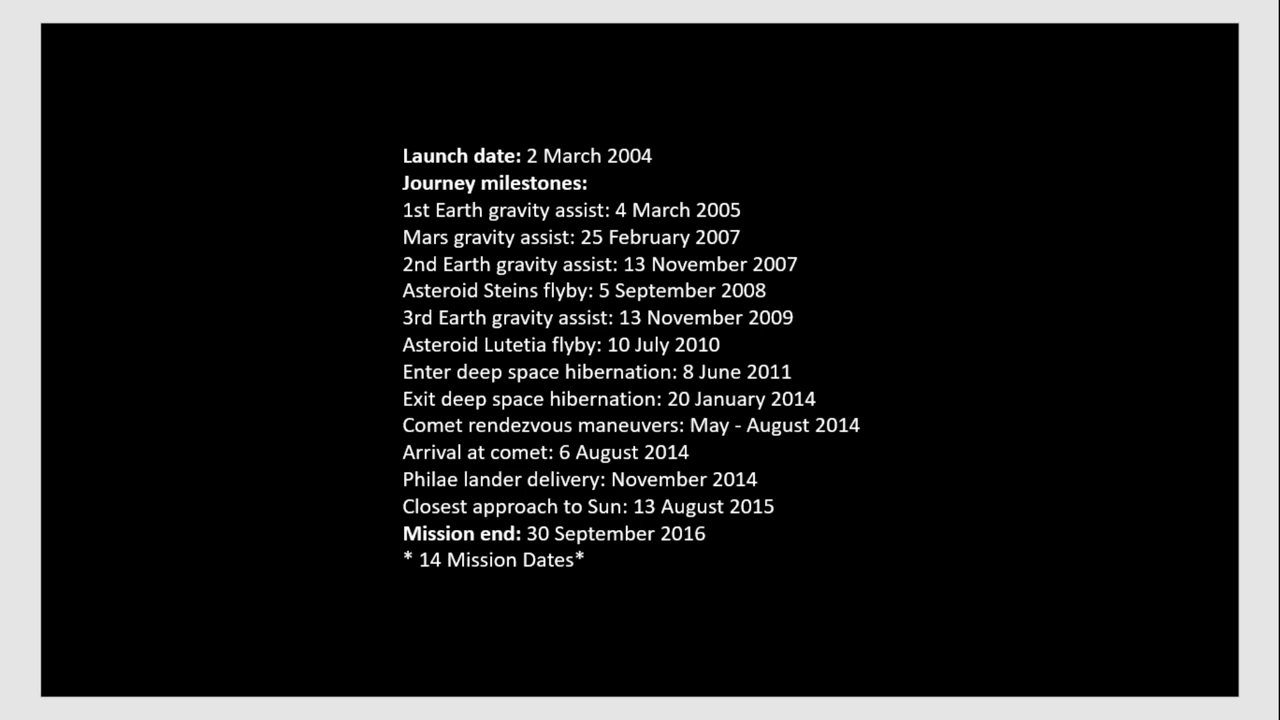 Launch date: 2 March 2004
Journey milestones:
1st Earth gravity assist: 4 March 2005
Mars gravity assist: 25 February 2007
2nd Earth gravity assist: 13 November 2007
Asteroid Steins flyby: 5 September 2008
3rd Earth gravity assist: 13 November 2009
Asteroid Lutetia flyby: 10 July 2010
Enter deep space hibernation: 8 June 2011
Exit deep space hibernation: 20 January 2014
Comet rendezvous maneuvers: May - August 2014
Arrival at comet: 6 August 2014
Philae lander delivery: November 2014
Closest approach to Sun: 13 August 2015
Mission end: 30 September 2016
* 14 Mission Dates*